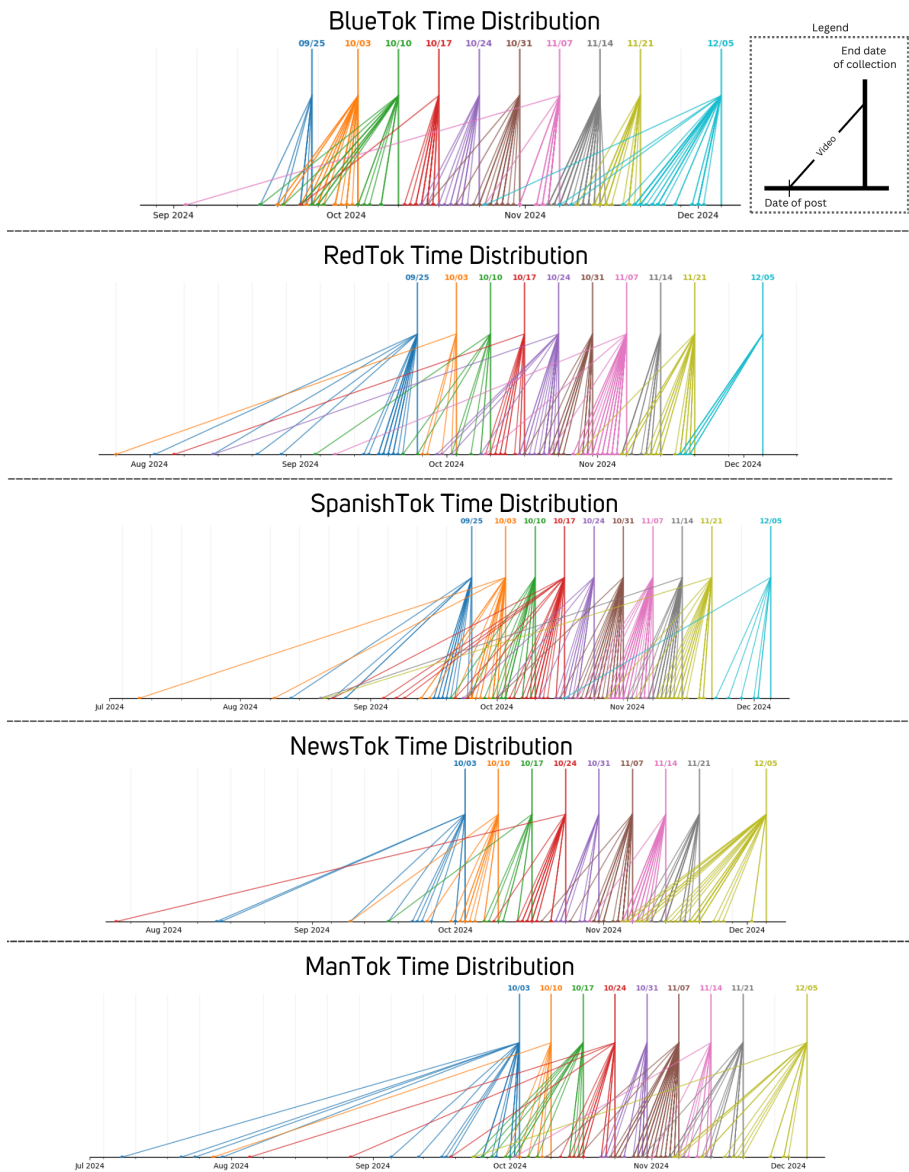 BlueTok Time Distribution
09/25 10/03 10/10 10/17 10/24 10/31 11/07 11/14 11/21 12/05
Sep 2024 Oct 2024 Nov 2024 Dec 2024
Legend
End date
of collection
Video
Date of post
RedTok Time Distribution
09/25 10/03 10/10 10/17 10/24 10/31 11/07 11/14 11/21 12/05
Aug 2024 Sep 2024 Oct 2024 Nov 2024 Dec 2024
SpanishTok Time Distribution
09/25 10/03 10/10 10/17 10/24 10/31 11/07 11/14 11/21 12/05
Jul 2024 Aug 2024 Sep 2024 Oct 2024 Nov 2024 Dec 2024
NewsTok Time Distribution
10/03 10/10 10/17 10/24 10/31 11/07 11/14 11/21 12/05
Aug 2024 Sep 2024 Oct 2024 Nov 2024 Dec 2024
ManTok Time Distribution
10/03 10/10 10/17 10/24 10/31 11/07 11/14 11/21 12/05
Jul 2024 Aug 2024 Sep 2024 Oct 2024 Nov 2024 Dec 2024